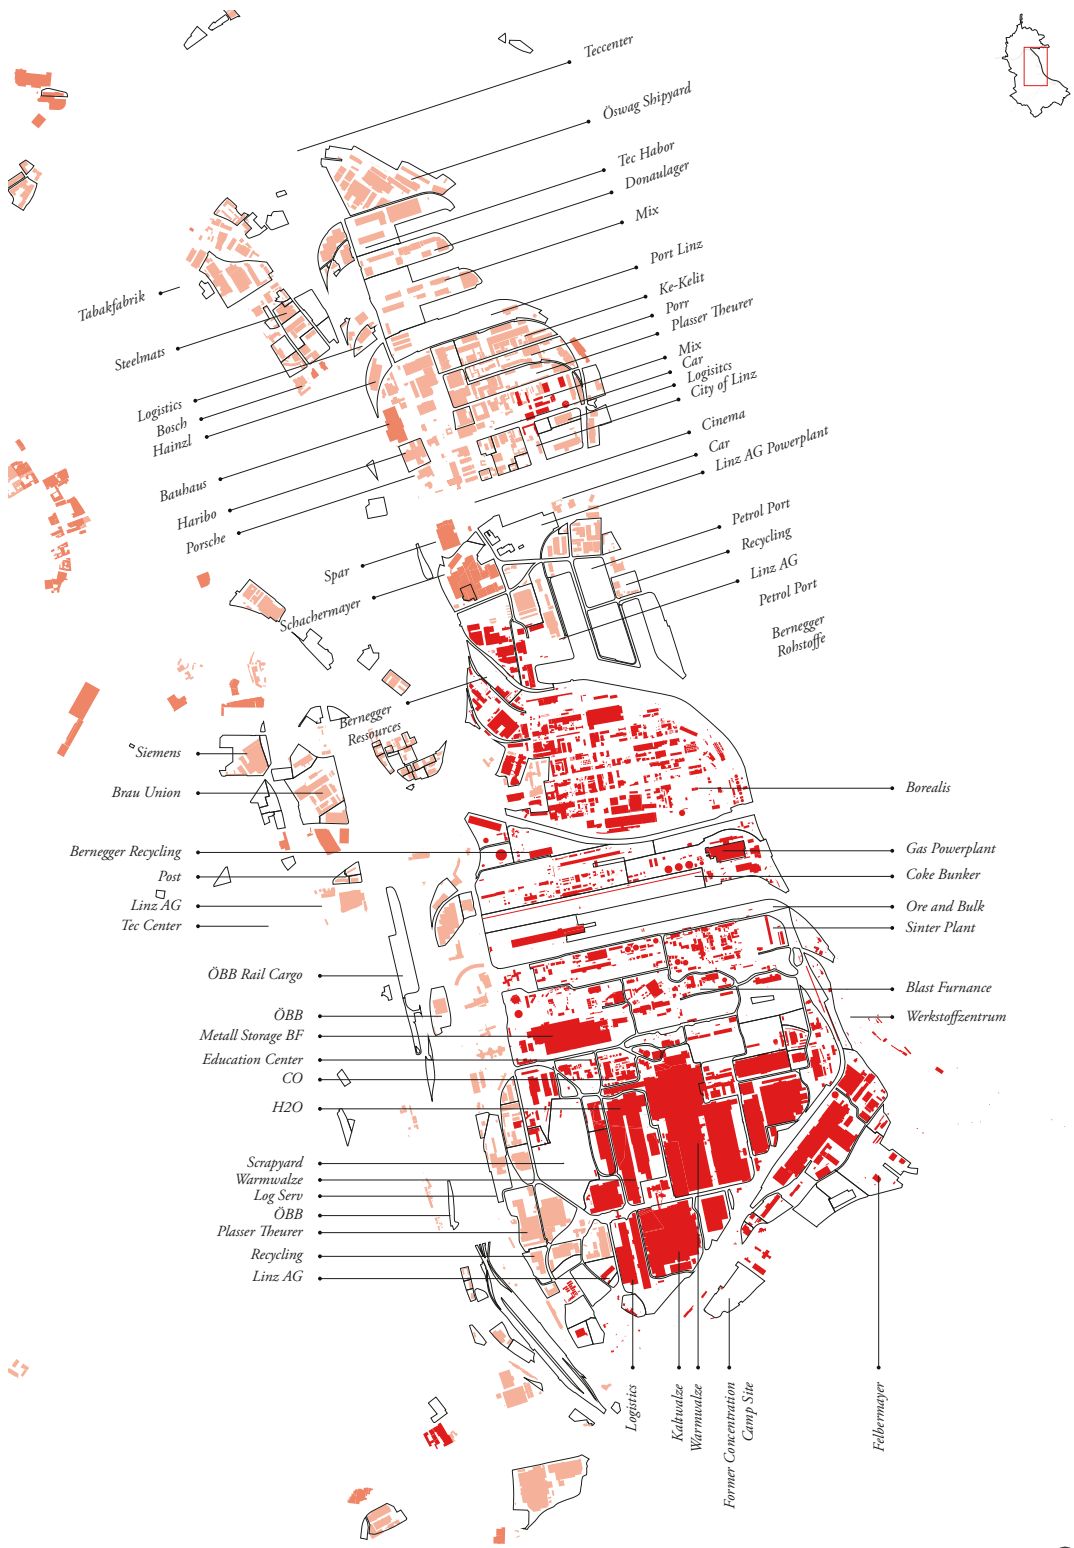 Teccenter
Öswag Shipyard
Tec Habor
Donaulager
Mix
Port Linz
Ke-Kelit
Porr
Plasser Theurer
Mix
Car
Logisitcs
City of Linz
Cinema
Car
Linz AG Powerplant
Petrol Port
Recycling
Linz AG
Petrol Port
Bernegger
Rohstoffe
Tabakfabrik
Steelmats
Logistics
Bosch
Hainzl
Bauhaus
Haribo
Porsche
Spar
Schachermayer
Bernegger
Ressources
Siemens
Brau Union
Bernegger Recycling
Post
Linz AG
Tec Center
ÖBB Rail Cargo
ÖBB
Metall Storage BF
Education Center
CO
H2O
Scrapyard
Warmwalze
Log Serv
ÖBB
Plasser Theurer
Recycling
Linz AG
Borealis
Gas Powerplant
Coke Bunker
Ore and Bulk
Sinter Plant
Blast Furnance
Werkstoffzentrum
Logistics
Kaltwalze
Warmwalze
Former Concentration
Camp Site
Felbermayer